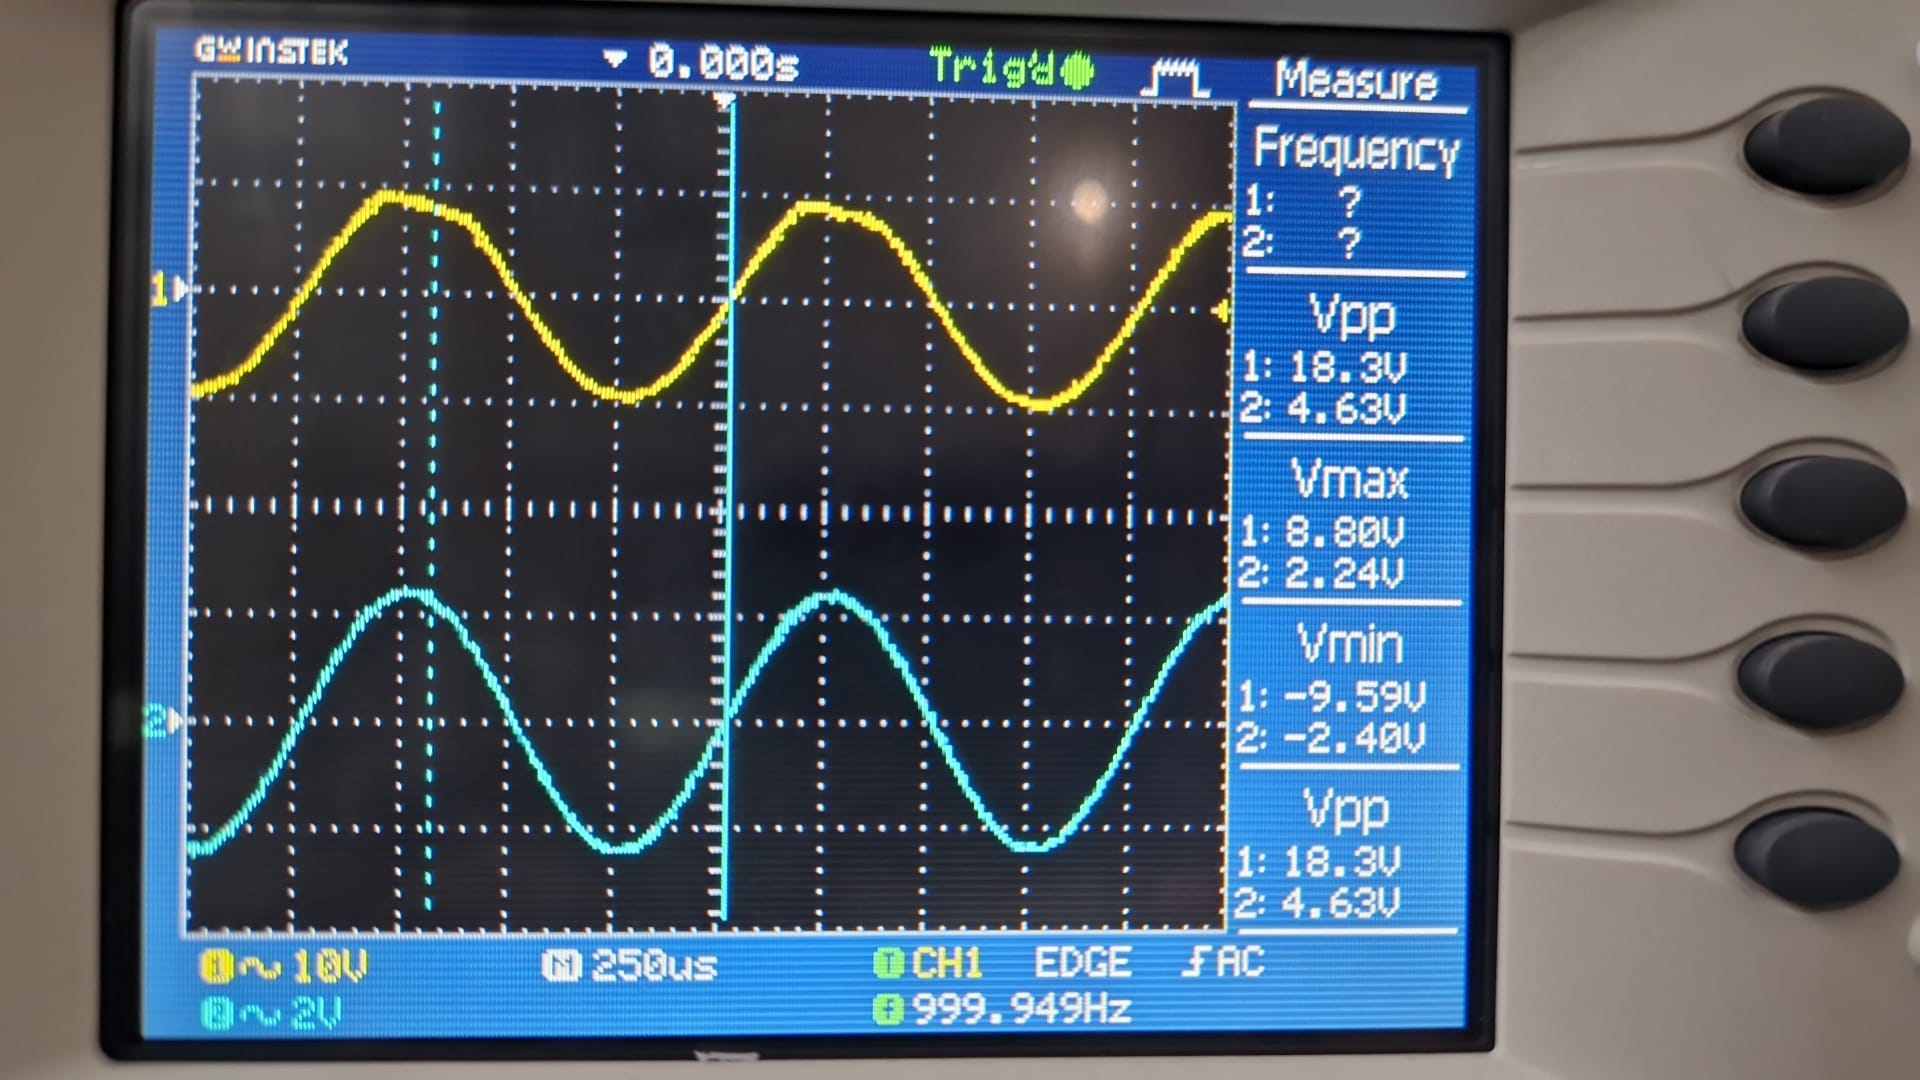 GWINSTEK
0.000s
Trig'd
Measure
Frequency
1: ?
2: ?
Vpp
1: 18.3V
2: 4.63V
Vmax
1: 8.80V
2: 2.24V
Vmin
1: -9.59V
2: -2.40V
Vpp
1: 18.3V
2: 4.63V
1
2
1 ~ 10V
M 250us
T CH1 EDGE AC
2 ~ 2V
f 999.949Hz